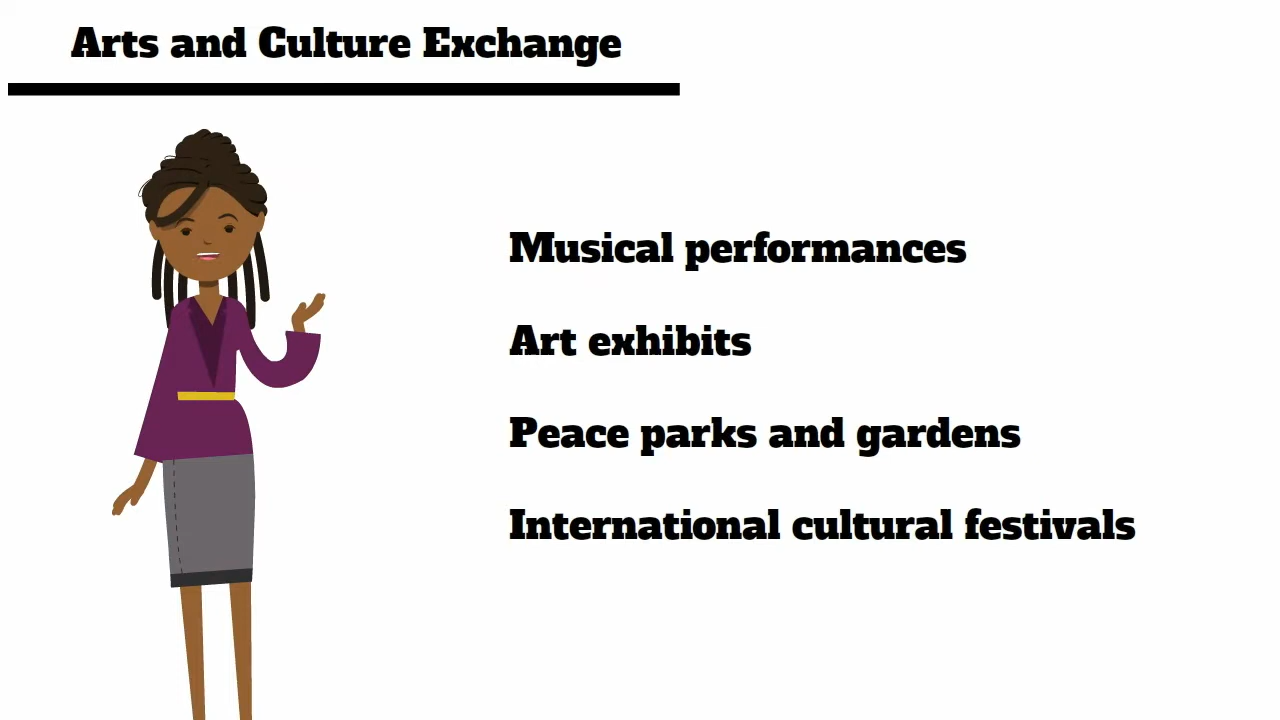 Arts and Culture Exchange
Musical performances
Art exhibits
Peace parks and gardens
International cultural festivals